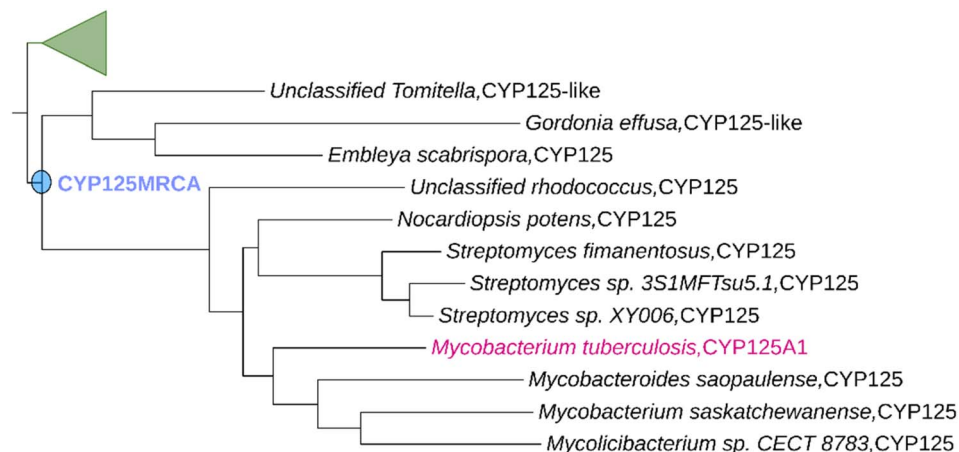 Unclassified Tomitella,CYP125-like
Gordonia effusa,CYP125-like
Embleya scabrispora,CYP125
CYP125MRCA
Unclassified rhodococcus,CYP125
Nocardiopsis potens,CYP125
Streptomyces fimanentosus,CYP125
Streptomyces sp. 3S1MFTsu5.1,CYP125
Streptomyces sp. XY006,CYP125
Mycobacterium tuberculosis,CYP125A1
Mycobacteroides saopaulense,CYP125
Mycobacterium saskatchewanense,CYP125
Mycolicibacterium sp. CECT 8783,CYP125